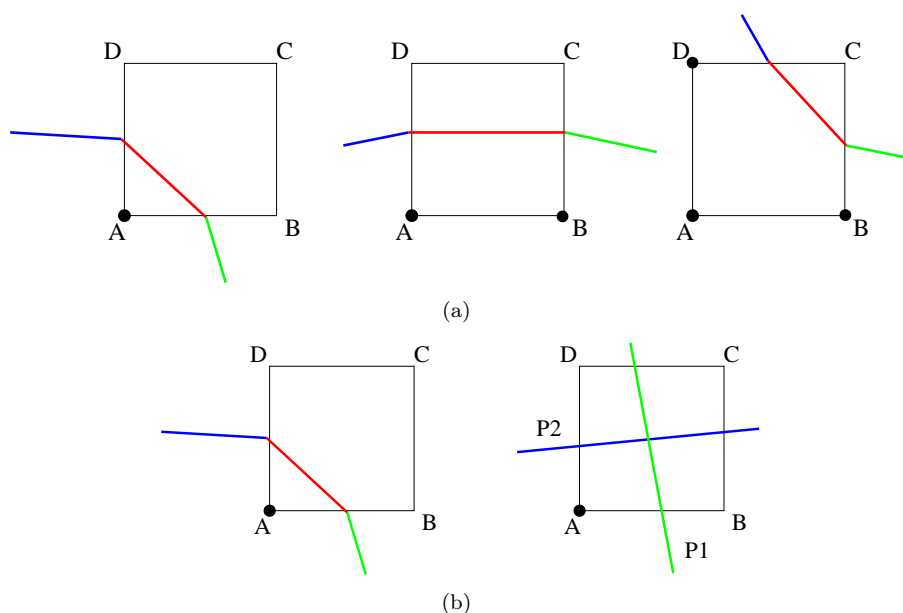 D C D C D C
A B A B A B
(a)
D C D C
P2
A B A B
P1
(b)